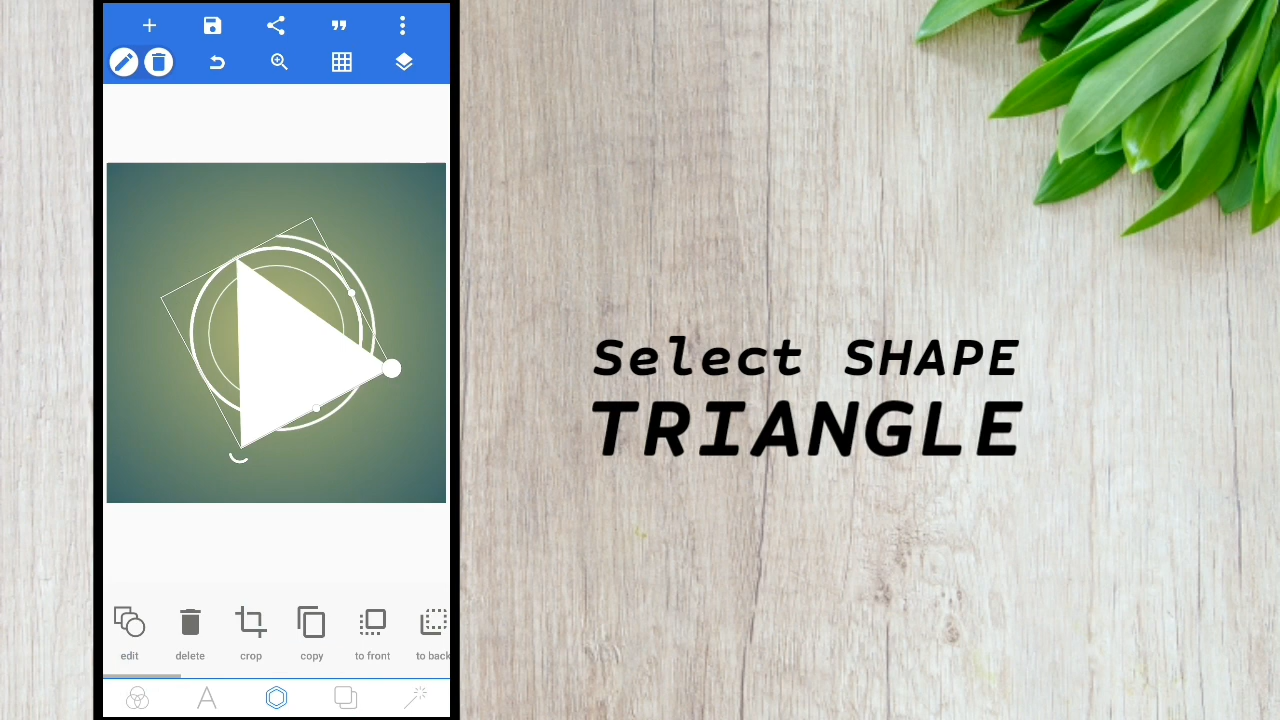 Select SHAPE
TRIANGLE
edit
delete
crop
copy
to front
to back